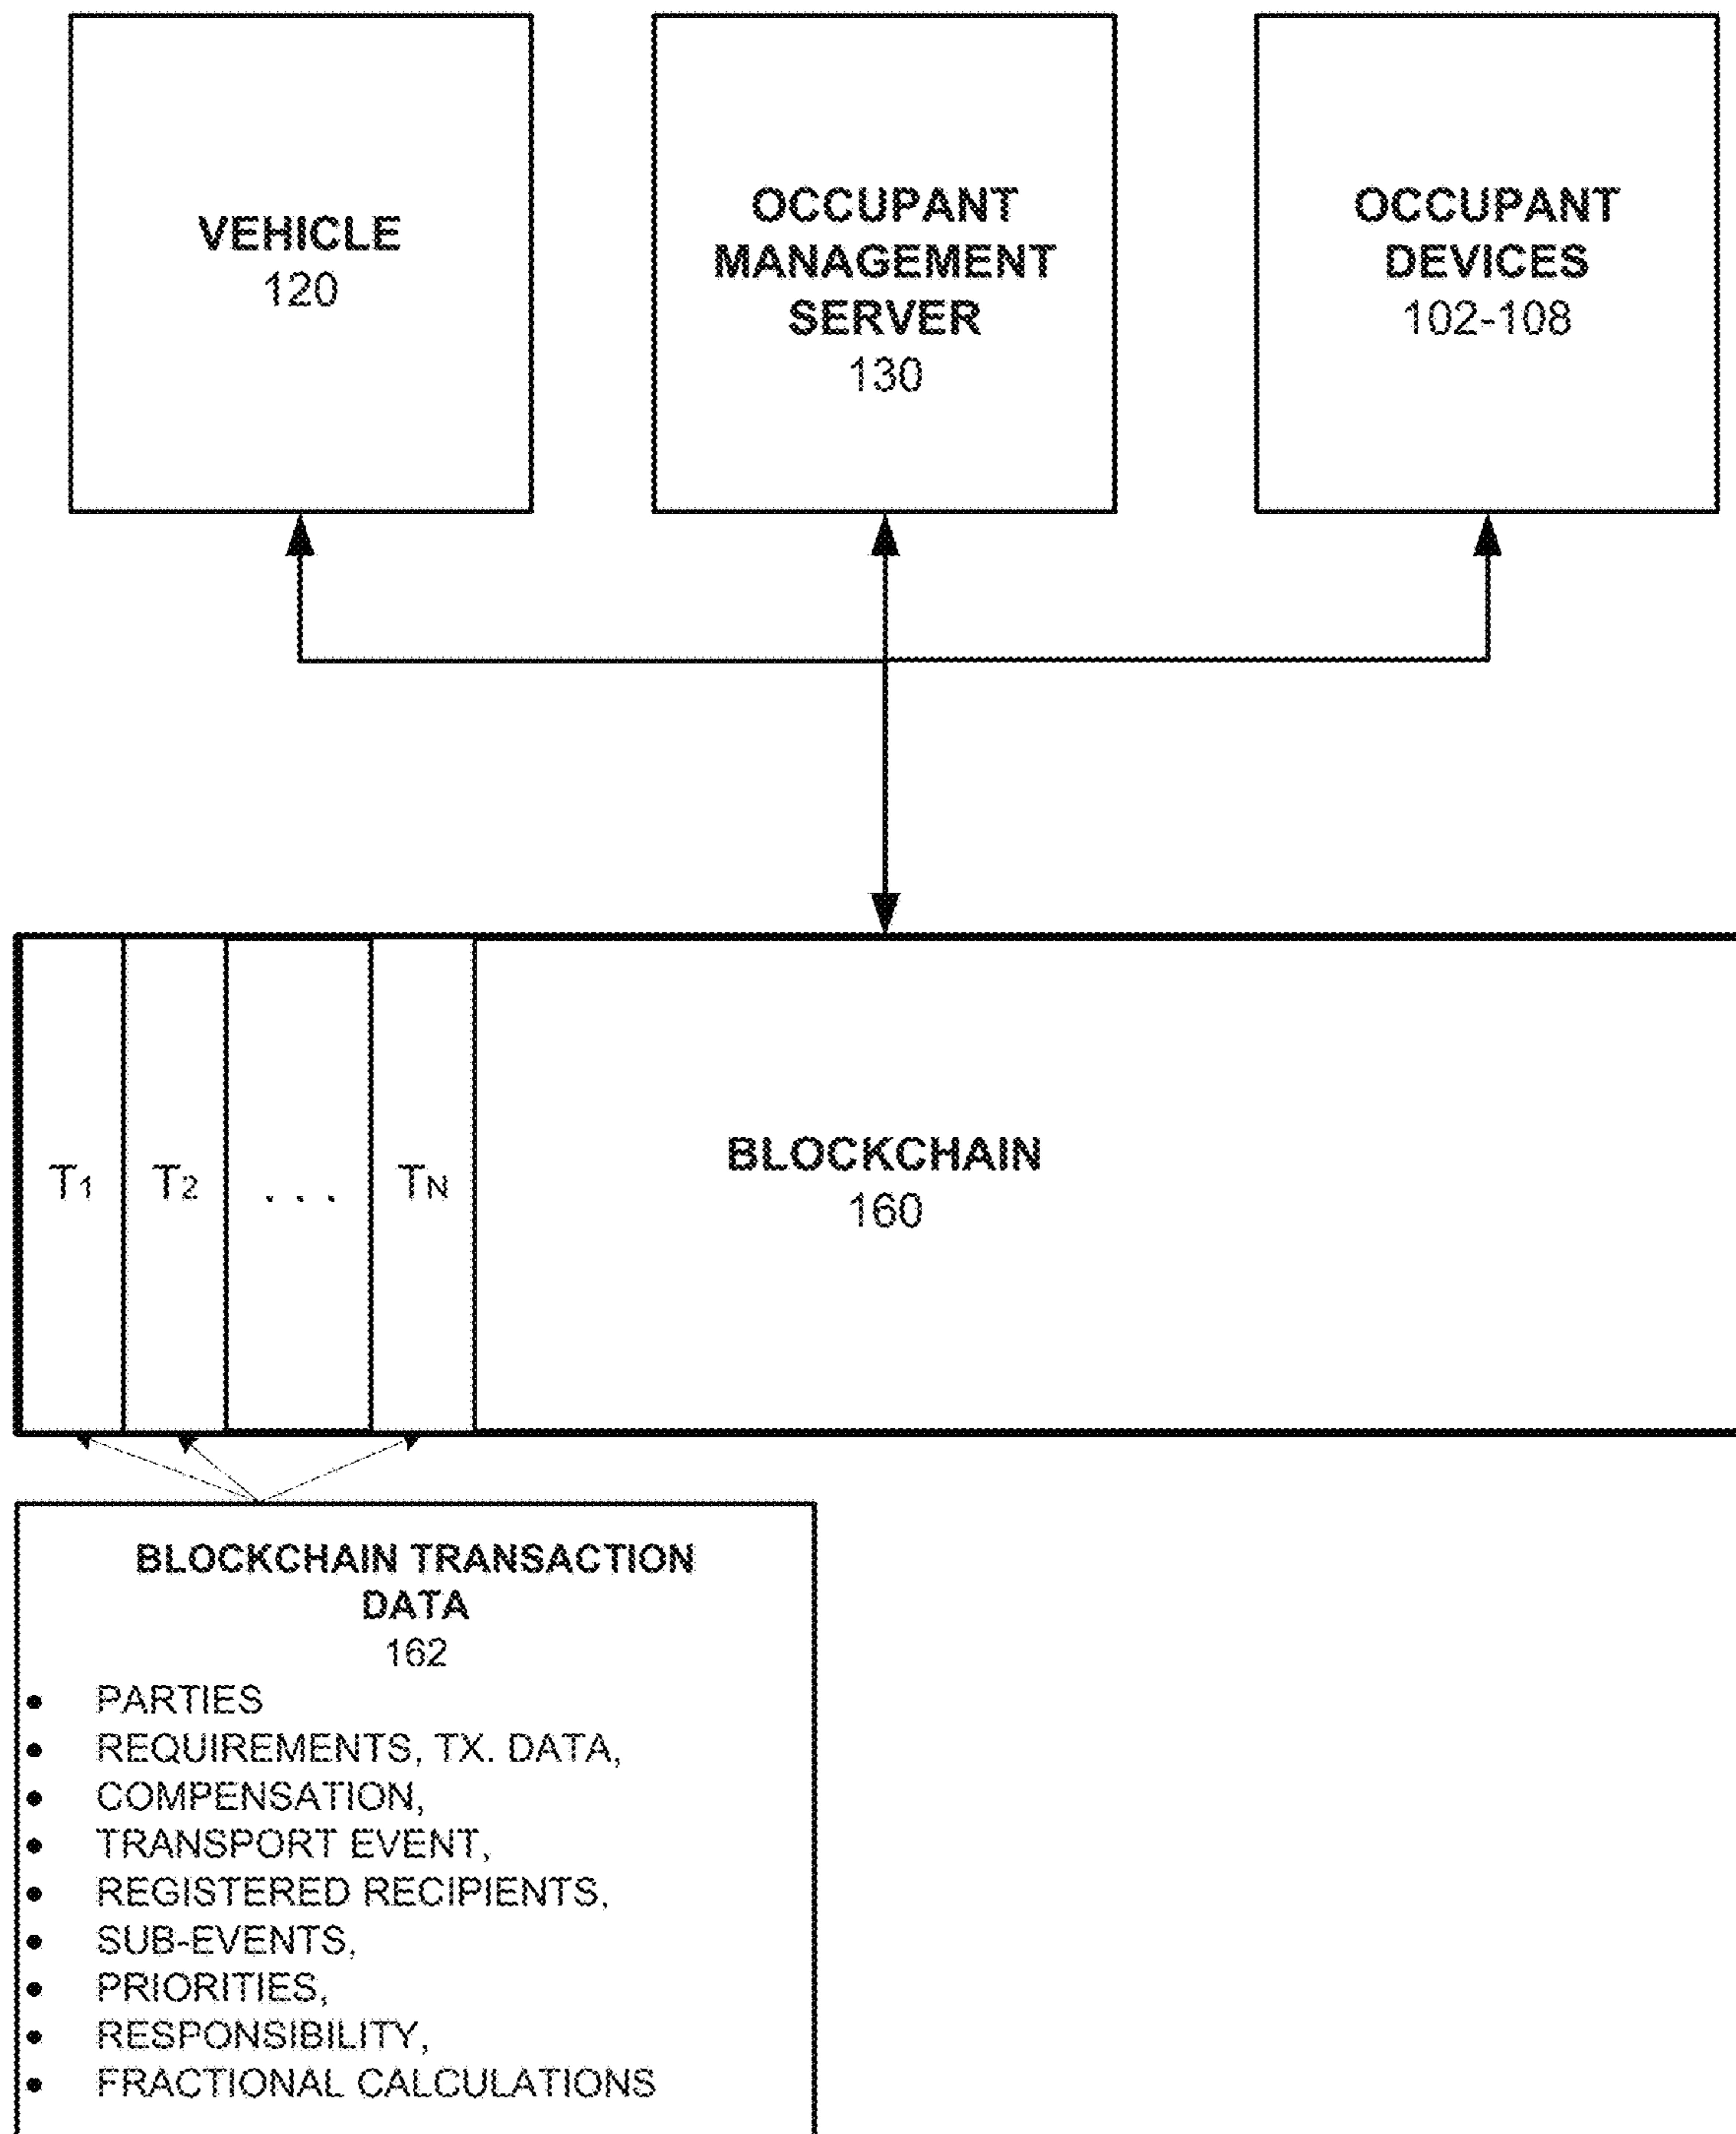 VEHICLE
120
OCCUPANT
MANAGEMENT
SERVER
130
OCCUPANT
DEVICES
102-108
T1
T2
. . .
TN
BLOCKCHAIN
160
BLOCKCHAIN TRANSACTION
DATA
162
• PARTIES
• REQUIREMENTS, TX. DATA,
• COMPENSATION,
• TRANSPORT EVENT,
• REGISTERED RECIPIENTS,
• SUB-EVENTS,
• PRIORITIES,
• RESPONSIBILITY,
• FRACTIONAL CALCULATIONS